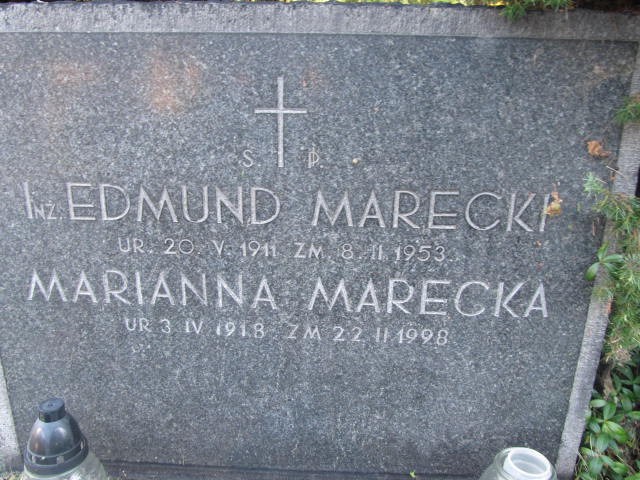 Ś. P.
INŻ. EDMUND MARECKI
UR. 20. V. 1911 ZM. 8. II. 1953.
MARIANNA MARECKA
UR 3 IV 1918. ZM 22 II 1998